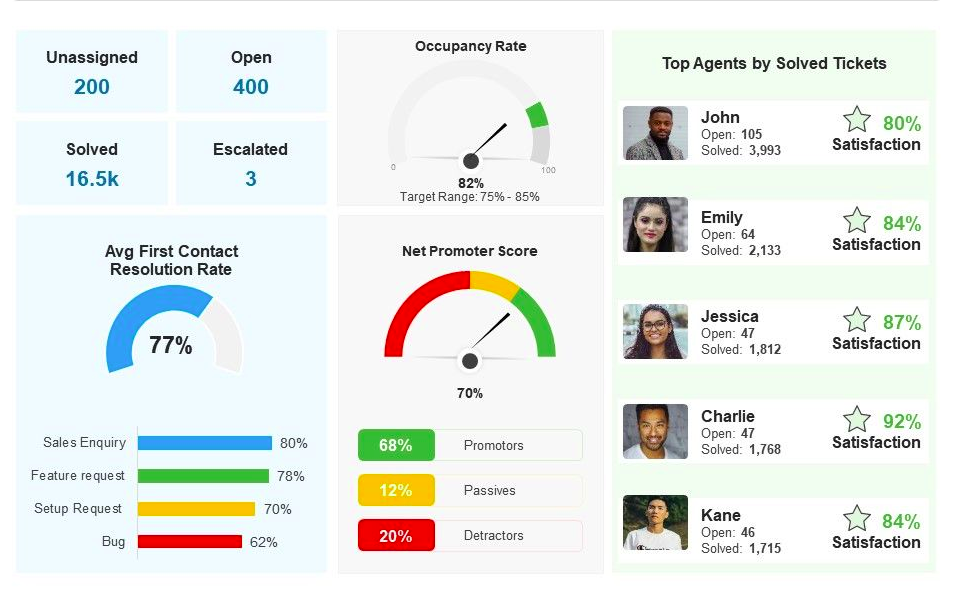 Unassigned
200
Open
400
Solved
16.5k
Escalated
3
Occupancy Rate
0
100
82%
Target Range: 75% - 85%
Avg First Contact
Resolution Rate
77%
Sales Enquiry 80%
Feature request 78%
Setup Request 70%
Bug 62%
Net Promoter Score
70%
68% Promotors
12% Passives
20% Detractors
Top Agents by Solved Tickets
John
Open: 105
Solved: 3,993
80%
Satisfaction
Emily
Open: 64
Solved: 2,133
84%
Satisfaction
Jessica
Open: 47
Solved: 1,812
87%
Satisfaction
Charlie
Open: 47
Solved: 1,768
92%
Satisfaction
Kane
Open: 46
Solved: 1,715
84%
Satisfaction